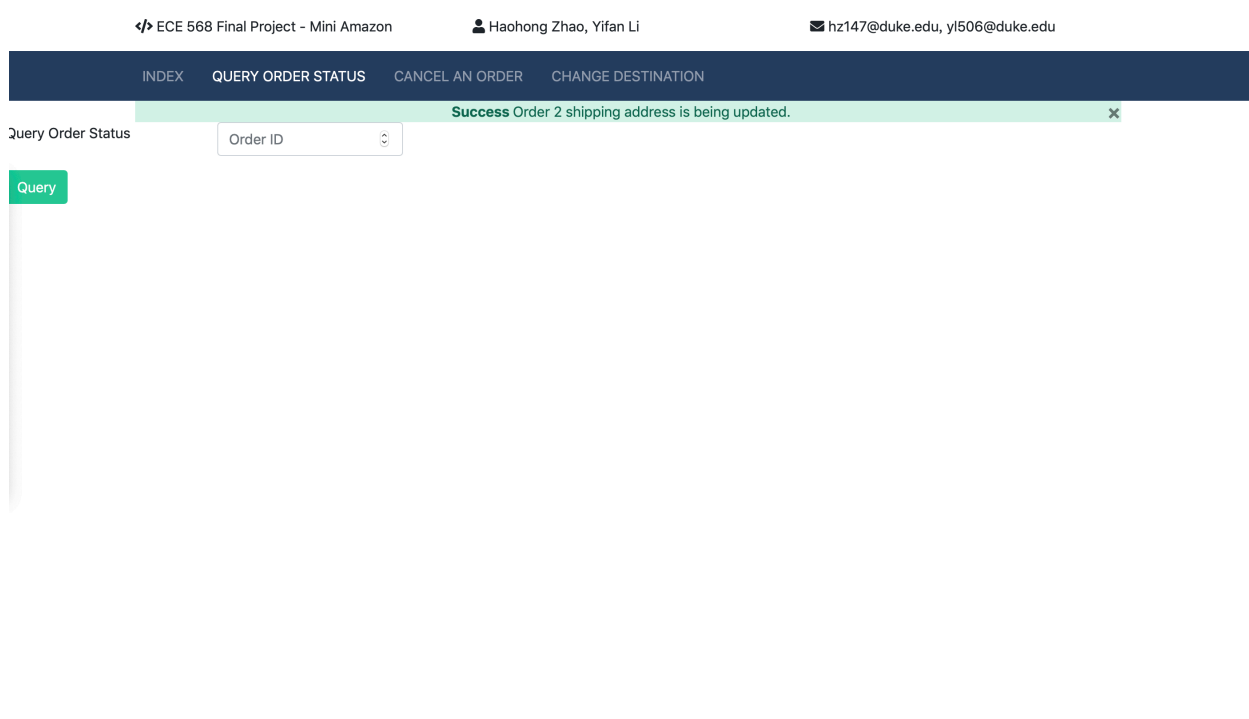 ECE 568 Final Project - Mini Amazon
Haohong Zhao, Yifan Li
hz147@duke.edu, yl506@duke.edu
INDEX
QUERY ORDER STATUS
CANCEL AN ORDER
CHANGE DESTINATION
Success Order 2 shipping address is being updated.
Query Order Status
Order ID
Query